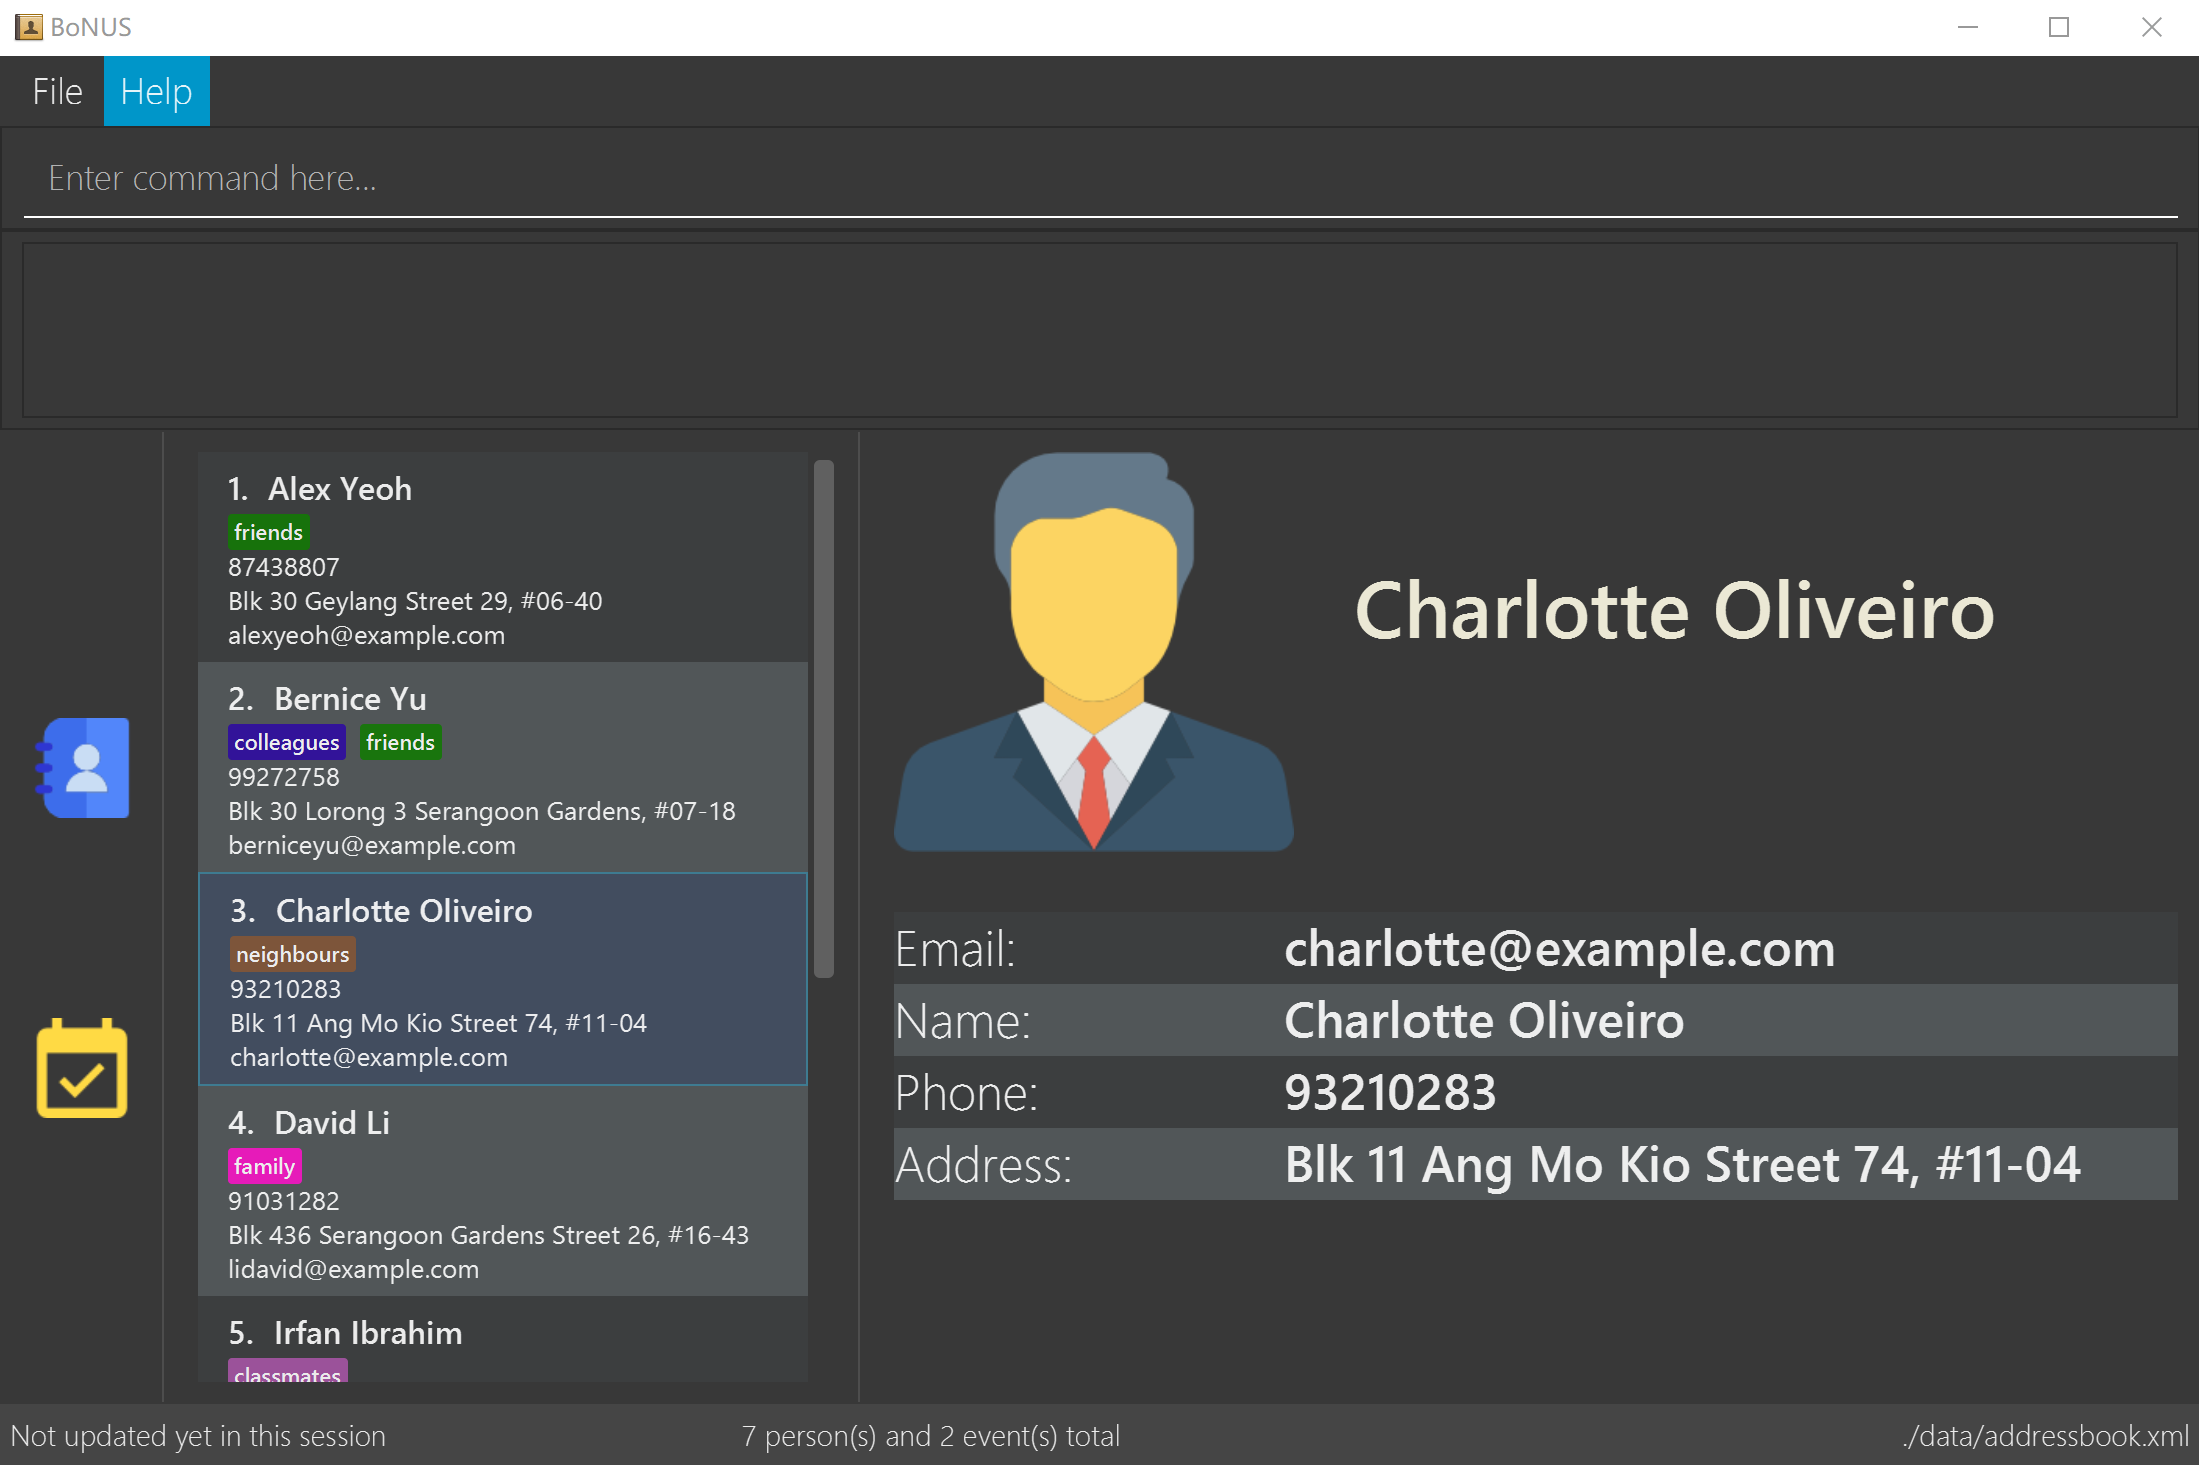 BoNUS
File Help
Enter command here...
1. Alex Yeoh
friends
87438807
Blk 30 Geylang Street 29, #06-40
alexyeoh@example.com
2. Bernice Yu
colleagues friends
99272758
Blk 30 Lorong 3 Serangoon Gardens, #07-18
berniceyu@example.com
3. Charlotte Oliveiro
neighbours
93210283
Blk 11 Ang Mo Kio Street 74, #11-04
charlotte@example.com
4. David Li
family
91031282
Blk 436 Serangoon Gardens Street 26, #16-43
lidavid@example.com
5. Irfan Ibrahim
classmates
Charlotte Oliveiro
Email: charlotte@example.com
Name: Charlotte Oliveiro
Phone: 93210283
Address: Blk 11 Ang Mo Kio Street 74, #11-04
Not updated yet in this session
7 person(s) and 2 event(s) total
./data/addressbook.xml